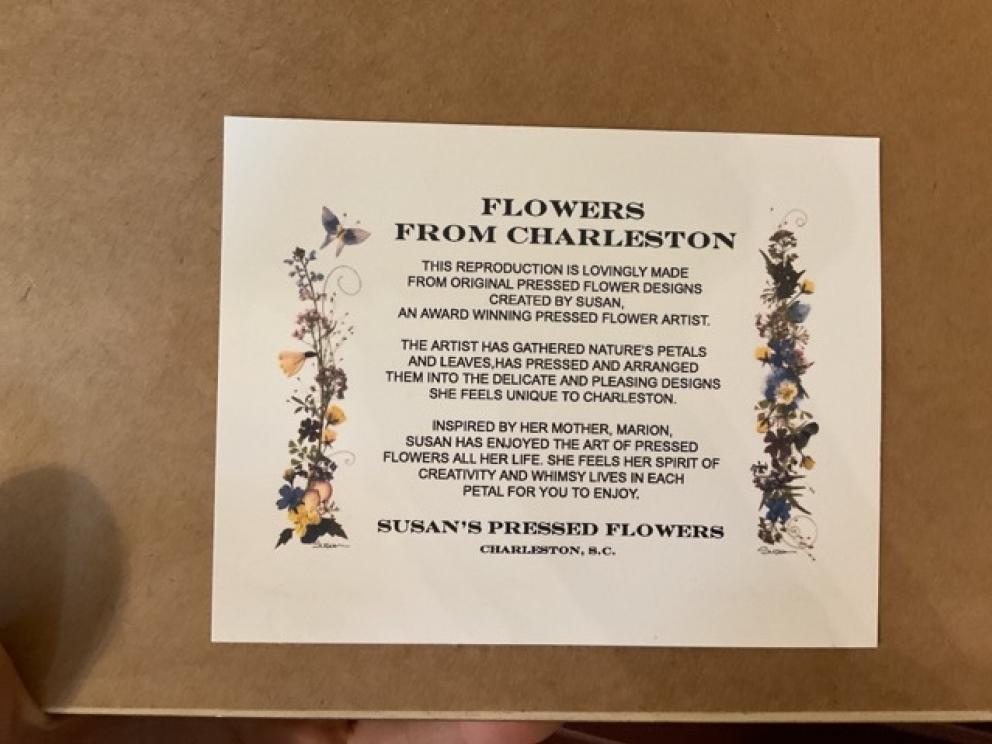 FLOWERS
FROM CHARLESTON
THIS REPRODUCTION IS LOVINGLY MADE
FROM ORIGINAL PRESSED FLOWER DESIGNS
CREATED BY SUSAN,
AN AWARD WINNING PRESSED FLOWER ARTIST.
THE ARTIST HAS GATHERED NATURE'S PETALS
AND LEAVES,HAS PRESSED AND ARRANGED
THEM INTO THE DELICATE AND PLEASING DESIGNS
SHE FEELS UNIQUE TO CHARLESTON.
INSPIRED BY HER MOTHER, MARION,
SUSAN HAS ENJOYED THE ART OF PRESSED
FLOWERS ALL HER LIFE. SHE FEELS HER SPIRIT OF
CREATIVITY AND WHIMSY LIVES IN EACH
PETAL FOR YOU TO ENJOY.
SUSAN'S PRESSED FLOWERS
CHARLESTON, S.C.
Susan
Susan